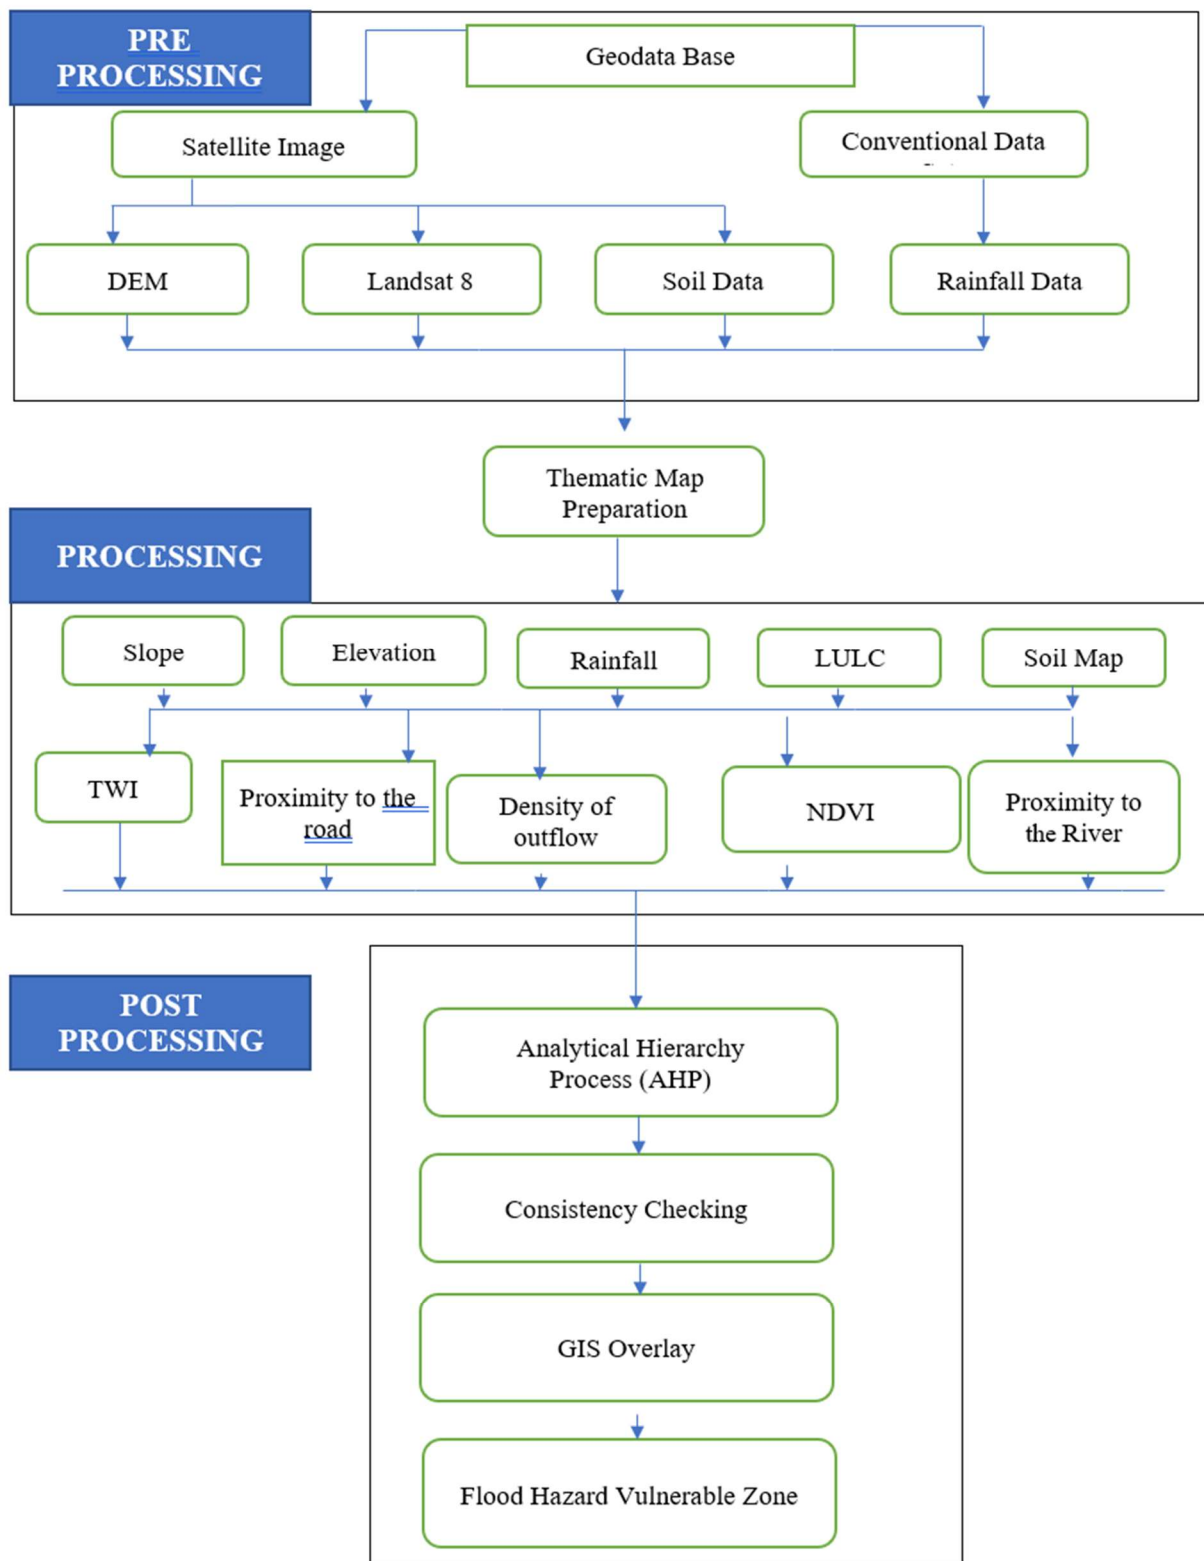 PRE
PROCESSING
Geodata Base
Satellite Image
Conventional Data
DEM
Landsat 8
Soil Data
Rainfall Data
Thematic Map
Preparation
PROCESSING
Slope
Elevation
Rainfall
LULC
Soil Map
TWI
Proximity to the
road
Density of
outflow
NDVI
Proximity to
the River
POST
PROCESSING
Analytical Hierarchy
Process (AHP)
Consistency Checking
GIS Overlay
Flood Hazard Vulnerable Zone